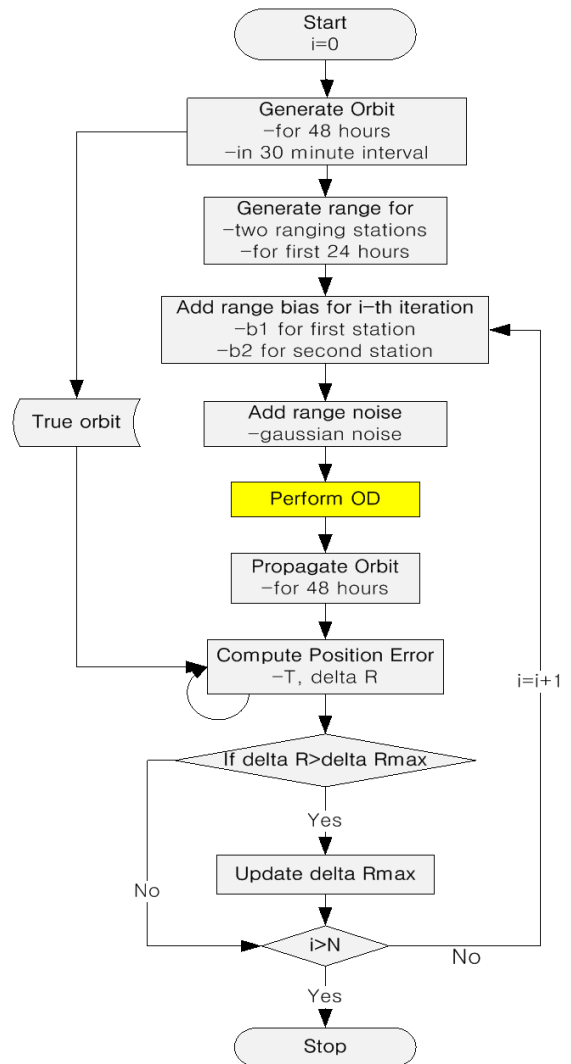 Start
i=0
Generate Orbit
-for 48 hours
-in 30 minute interval
Generate range for
-two ranging stations
-for first 24 hours
Add range bias for i-th iteration
-b1 for first station
-b2 for second station
True orbit
Add range noise
-gaussian noise
Perform OD
Propagate Orbit
-for 48 hours
Compute Position Error
-T, delta R
i=i+1
If delta R>delta Rmax
Yes
Update delta Rmax
No
i>N
No
Yes
Stop